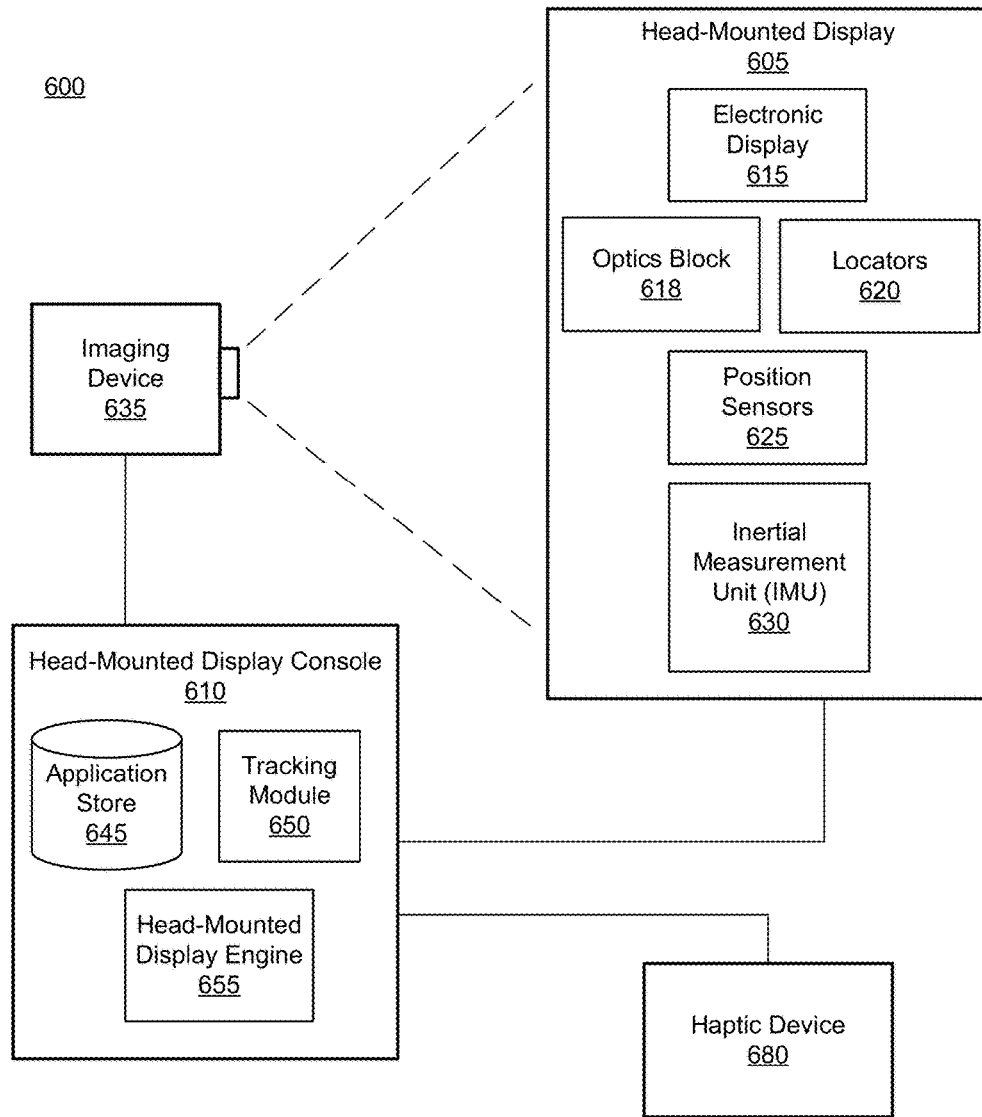 600
Head-Mounted Display
605
Electronic
Display
615
Optics Block
618
Locators
620
Position
Sensors
625
Inertial
Measurement
Unit (IMU)
630
Imaging
Device
635
Head-Mounted Display Console
610
Application
Store
645
Tracking
Module
650
Head-Mounted
Display Engine
655
Haptic Device
680